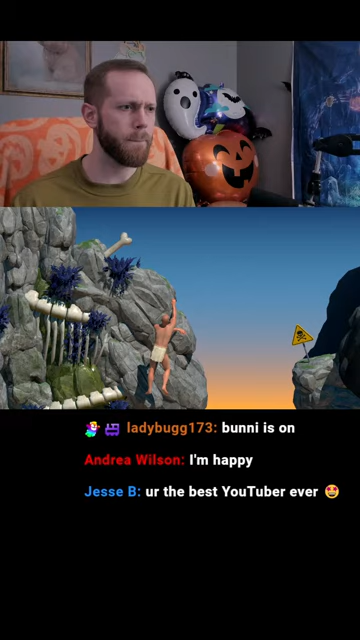 ladybugg173: bunni is on
Andrea Wilson: I'm happy
Jesse B: ur the best YouTuber ever 🤩